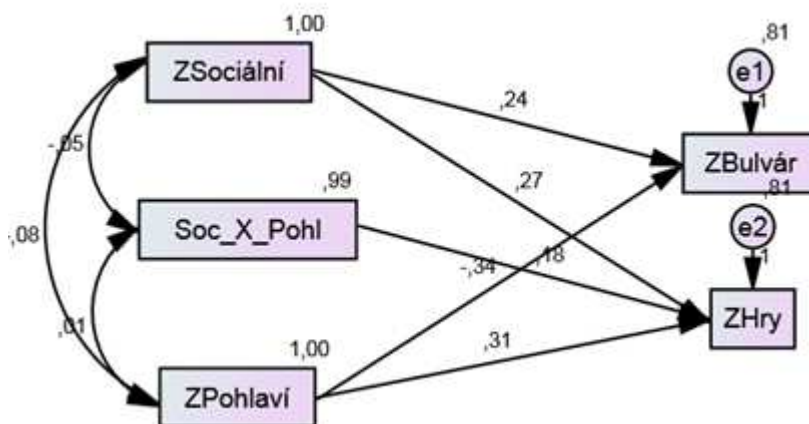 1,00
,81
ZSociální
e1
1
,24
ZBulvár
-,05
,27
,81
,99
Soc_X_Pohl
e2
-,08
-,34
,18
1
ZHry
,01
,31
1,00
ZPohlaví